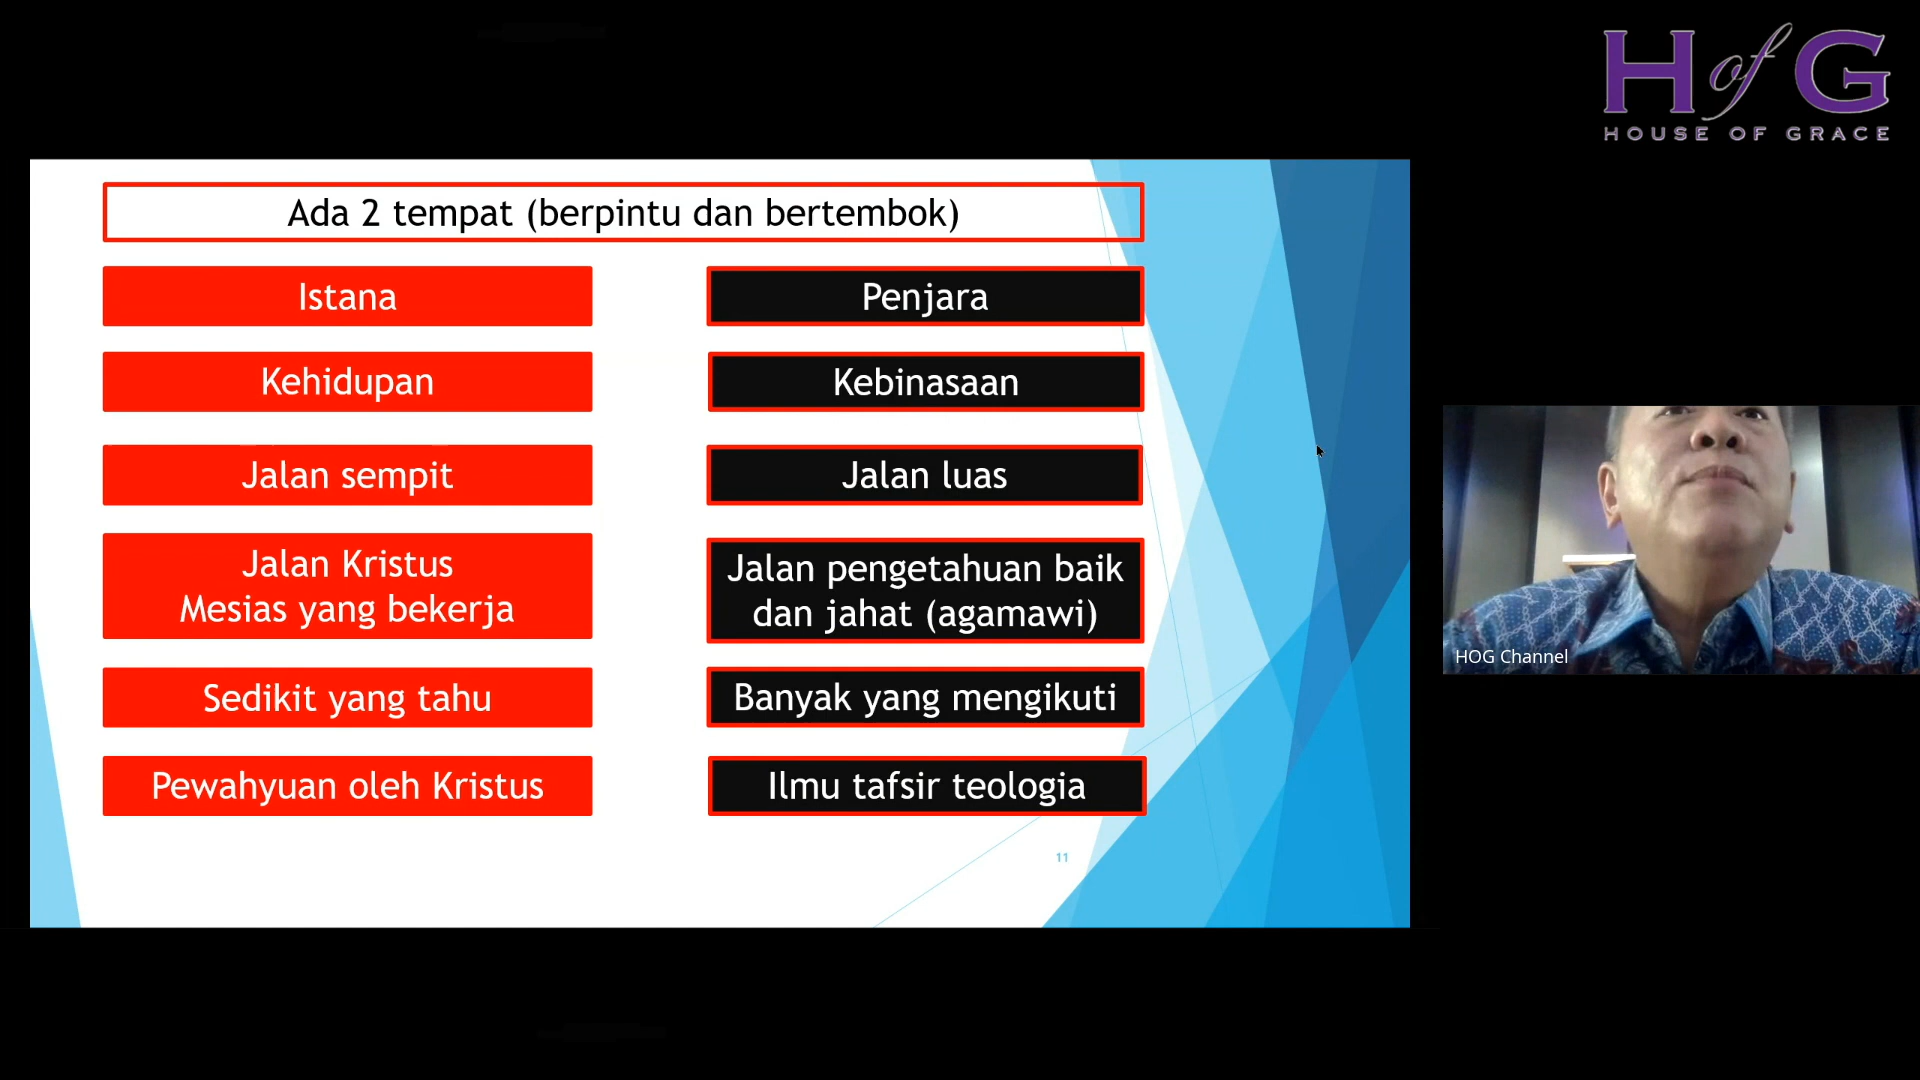 H of G
HOUSE OF GRACE
Ada 2 tempat (berpintu dan bertembok)
Istana
Penjara
Kehidupan
Kebinasaan
Jalan sempit
Jalan luas
Jalan Kristus
Mesias yang bekerja
Jalan pengetahuan baik
dan jahat (agamawi)
Sedikit yang tahu
Banyak yang mengikuti
Pewahyuan oleh Kristus
Ilmu tafsir teologia
11
HOG Channel